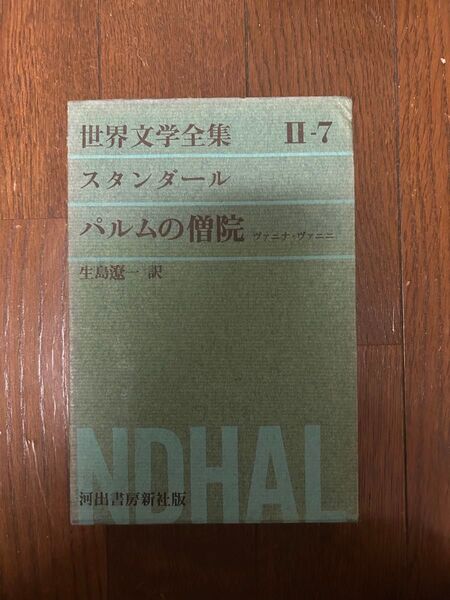 世界文学全集 Ⅱ-7
スタンダール
パルムの僧院 ヴァニナ・ヴァニニ
生島遼一 訳
NDHAL
河出書房新社版